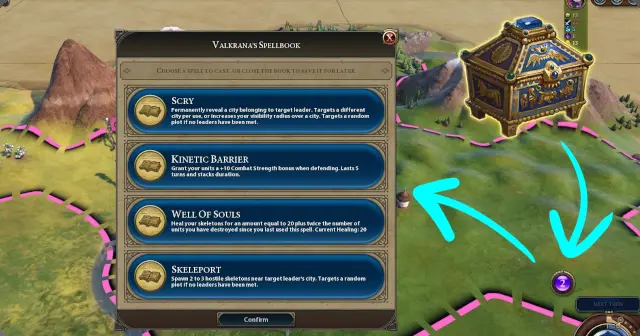 Valkrana's Spellbook
Choose a spell to cast, or close the book to save it for later
Scry
Permanently reveal a city belonging to target leader. Targets a different
city per use, or increases your visibility radius over a city. Targets a random
plot if no leaders have been met.
Kinetic Barrier
Grant your units a +10 Combat Strength bonus when defending. Lasts 5
turns and stacks duration.
Well Of Souls
Heal your skeletons for an amount equal to 20 plus twice the number of
units you have destroyed since you last used this spell. Current Healing: 20
Skeleport
Spawn 2 to 3 hostile skeletons near target leader's city. Targets a random
plot if no leaders have been met.
Confirm
2
Next Turn